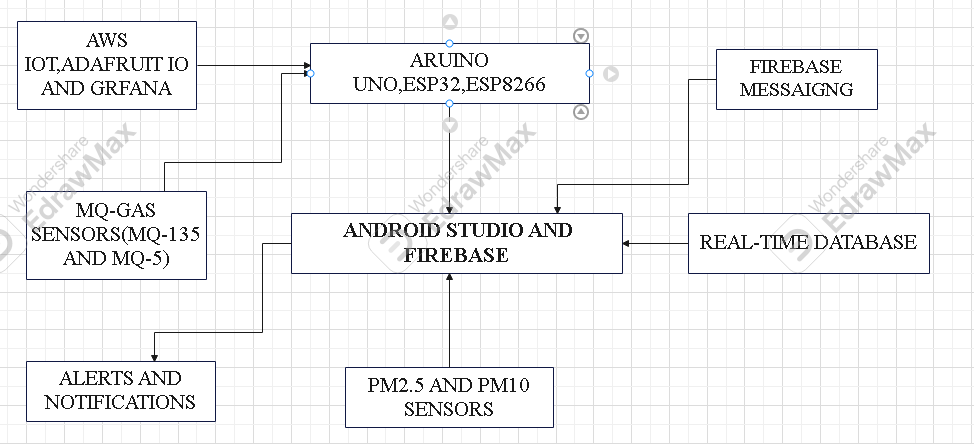 AWS
IOT,ADAFRUIT IO
AND GRFANA
ARUINO
UNO,ESP32,ESP8266
FIREBASE
MESSAIGNG
MQ-GAS
SENSORS(MQ-135
AND MQ-5)
ANDROID STUDIO AND
FIREBASE
REAL-TIME DATABASE
ALERTS AND
NOTIFICATIONS
PM2.5 AND PM10
SENSORS
Wondershare
EdrawMax
Wondershare
EdrawMax
Wondershare
EdrawMax